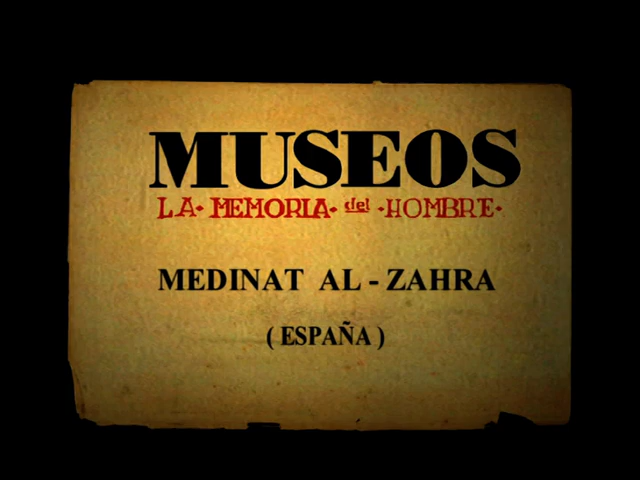 MUSEOS
LA• MEMORIA• del •HOMBRE•
MEDINAT AL - ZAHRA
( ESPAÑA )